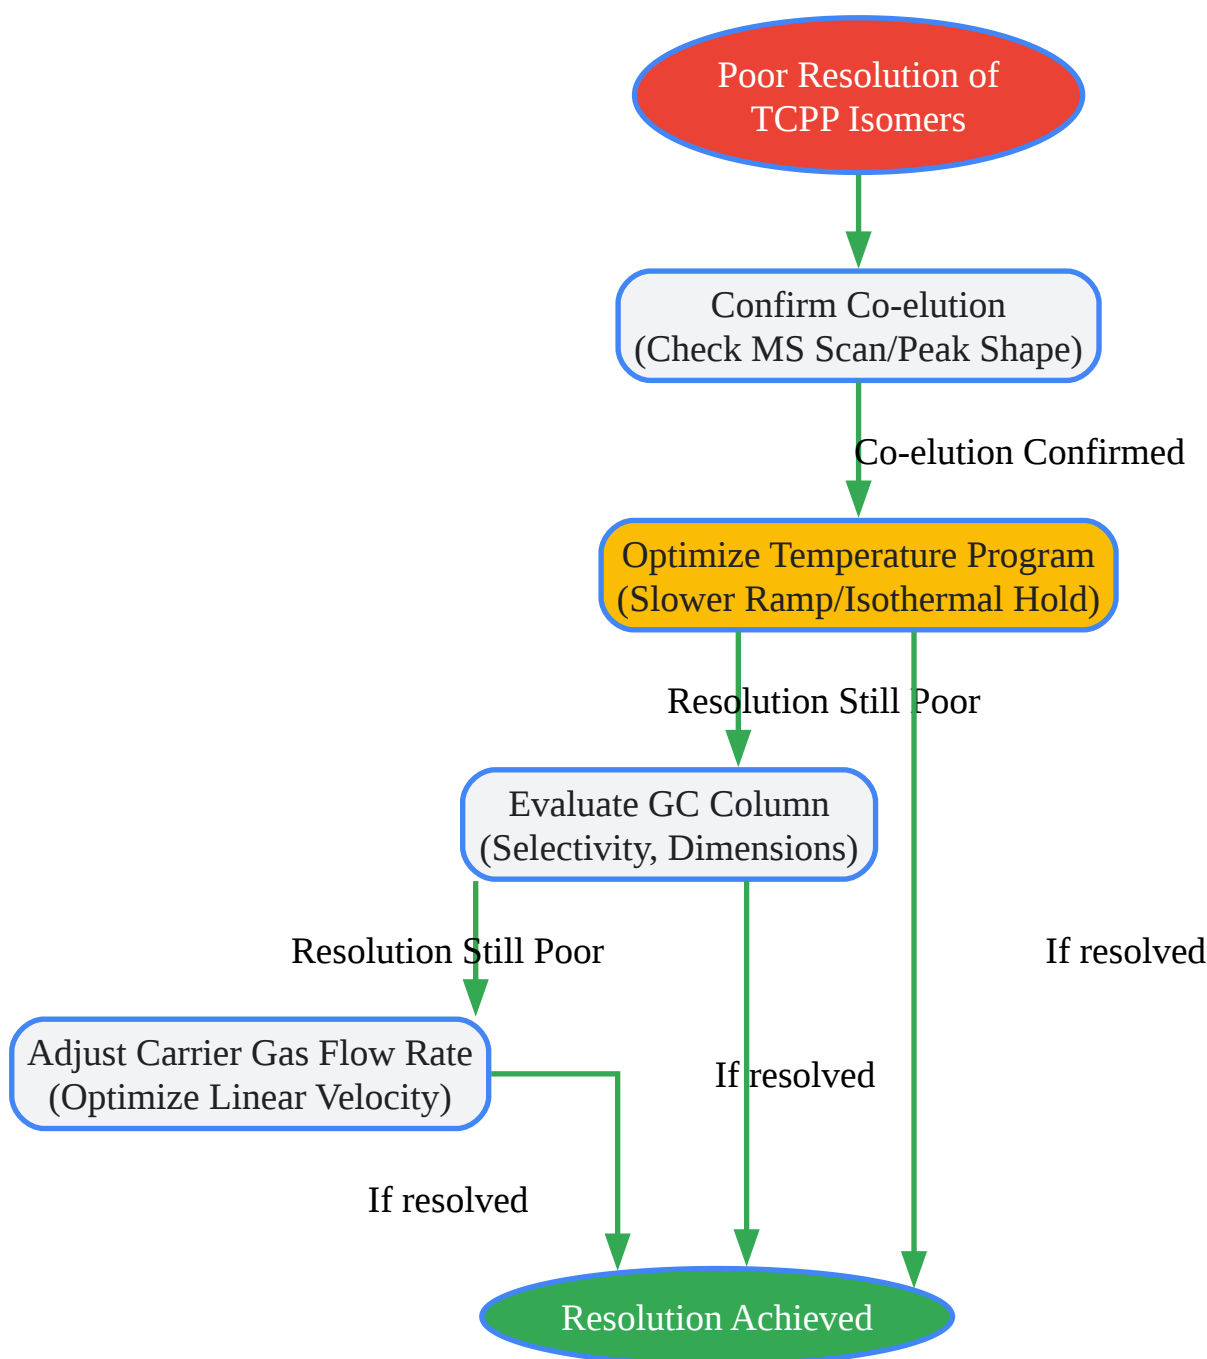 Poor Resolution of
TCPP Isomers
Confirm Co-elution
(Check MS Scan/Peak Shape)
Co-elution Confirmed
Optimize Temperature Program
(Slower Ramp/Isothermal Hold)
Resolution Still Poor
Evaluate GC Column
(Selectivity, Dimensions)
Resolution Still Poor
If resolved
Adjust Carrier Gas Flow Rate
(Optimize Linear Velocity)
If resolved
If resolved
Resolution Achieved